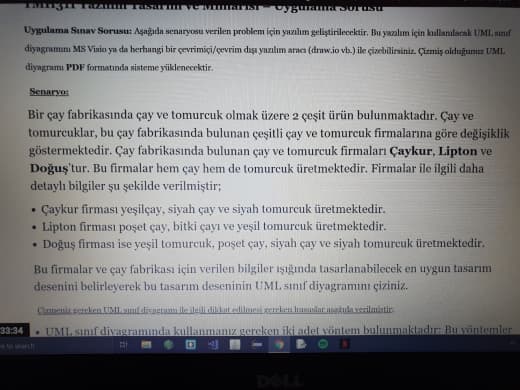 TMH311 Yazılım Tasarım ve Mimarisi – Uygulama Sorusu
Uygulama Sınav Sorusu: Aşağıda senaryosu verilen problem için yazılım geliştirilecektir. Bu yazılım için kullanılacak UML sınıf
diyagramını MS Visio ya da herhangi bir çevrimiçi/çevrim dışı yazılım aracı (draw.io vb.) ile çizebilirsiniz. Çizmiş olduğunuz UML
diyagramı PDF formatında sisteme yüklenecektir.
Senaryo:
Bir çay fabrikasında çay ve tomurcuk olmak üzere 2 çeşit ürün bulunmaktadır. Çay ve
tomurcuklar, bu çay fabrikasında bulunan çeşitli çay ve tomurcuk firmalarına göre değişiklik
göstermektedir. Çay fabrikasında bulunan çay ve tomurcuk firmaları Çaykur, Lipton ve
Doğuş'tur. Bu firmalar hem çay hem de tomurcuk üretmektedir. Firmalar ile ilgili daha
detaylı bilgiler şu şekilde verilmiştir;
• Çaykur firması yeşilçay, siyah çay ve siyah tomurcuk üretmektedir.
• Lipton firması poşet çay, bitki çayı ve yeşil tomurcuk üretmektedir.
• Doğuş firması ise yeşil tomurcuk, poşet çay, siyah çay ve siyah tomurcuk üretmektedir.
Bu firmalar ve çay fabrikası için verilen bilgiler ışığında tasarlanabilecek en uygun tasarım
desenini belirleyerek bu tasarım deseninin UML sınıf diyagramını çiziniz.
Çizmeniz gereken UML sınıf diyagramı ile ilgili dikkat edilmesi gereken hususlar aşağıda verilmiştir:
33:34
• UML sınıf diyagramında kullanmanız gereken iki adet yöntem bulunmaktadır: Bu yöntemler
to search
DELL